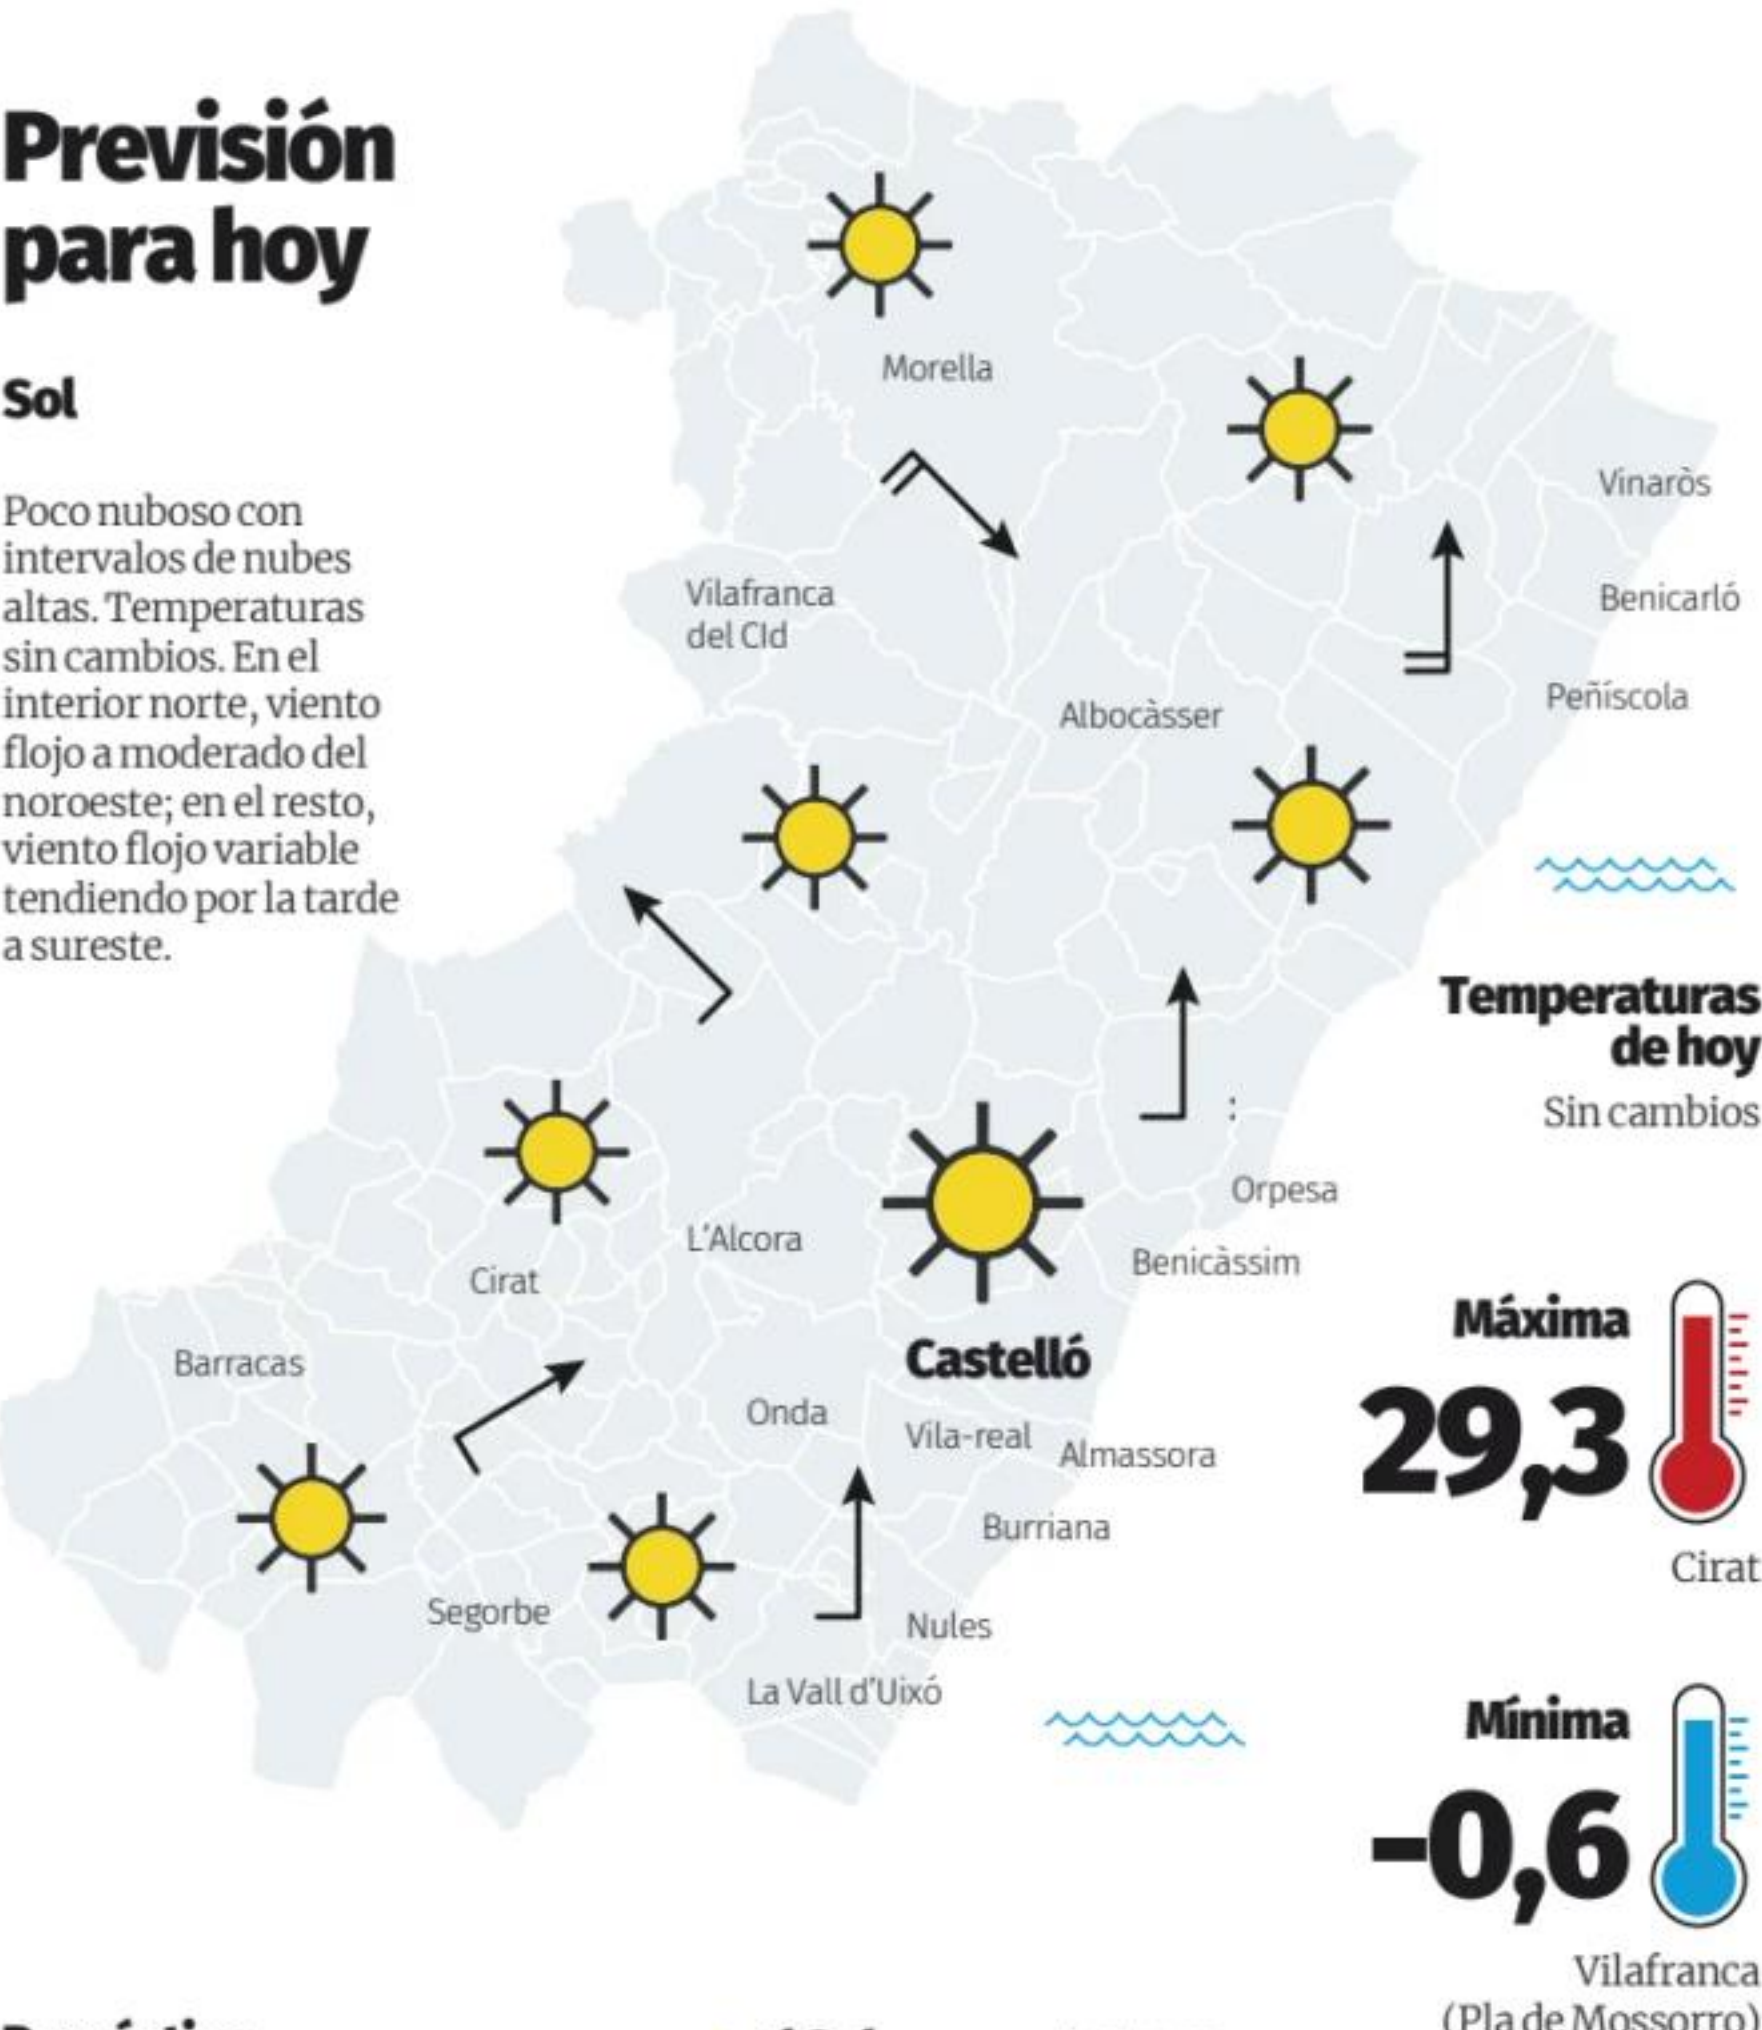 Previsión
para hoy
Sol
Poco nuboso con
intervalos de nubes
altas. Temperaturas
sin cambios. En el
interior norte, viento
flojo a moderado del
noroeste; en el resto,
viento flojo variable
tendiendo por la tarde
a sureste.
Morella
Vinaròs
Vilafranca
del CId
Benicarló
Peñíscola
Albocàsser
Temperaturas
de hoy
Sin cambios
:
Orpesa
L'Alcora
Benicàssim
Cirat
Barracas
Castelló
Onda
Vila-real
Almassora
Burriana
Segorbe
Nules
La Vall d'Uixó
Máxima
29,3
Cirat
Mínima
-0,6
Vilafranca
(Pla de Mossorro)